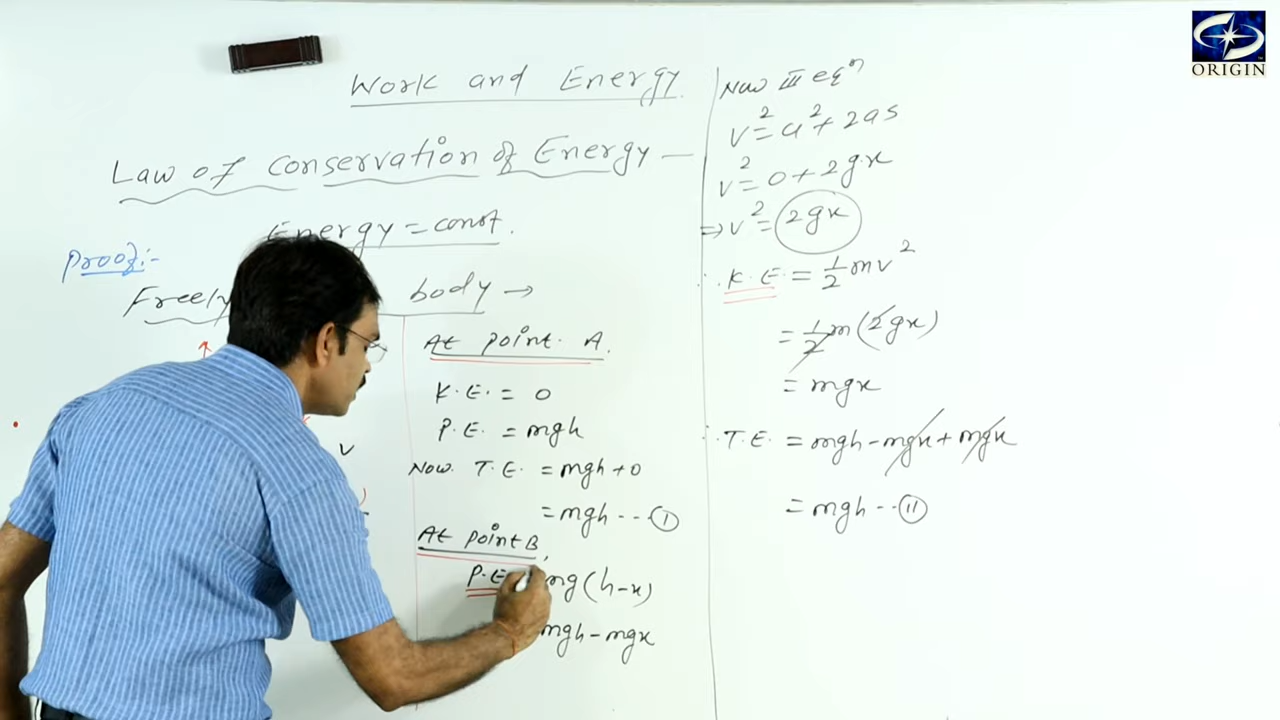 Work and Energy
Law of Conservation of Energy —
Energy = const.
Proof:-
Freely body →
At point A.
K.E. = 0
P.E. = mgh
Now T.E. = mgh + 0
= mgh --- (I)
At point B,
P.E. mg(h-x)
mgh - mgx
v
Now III eqⁿ
v² = u² + 2as
v² = 0 + 2g.x
⇒ v² = 2gx
∴ K.E. = 1/2 mv²
= 1/2 m(2gx)
= mgx
∴ T.E. = mgh - mgx + mgx
= mgh -- (II)
ORIGIN